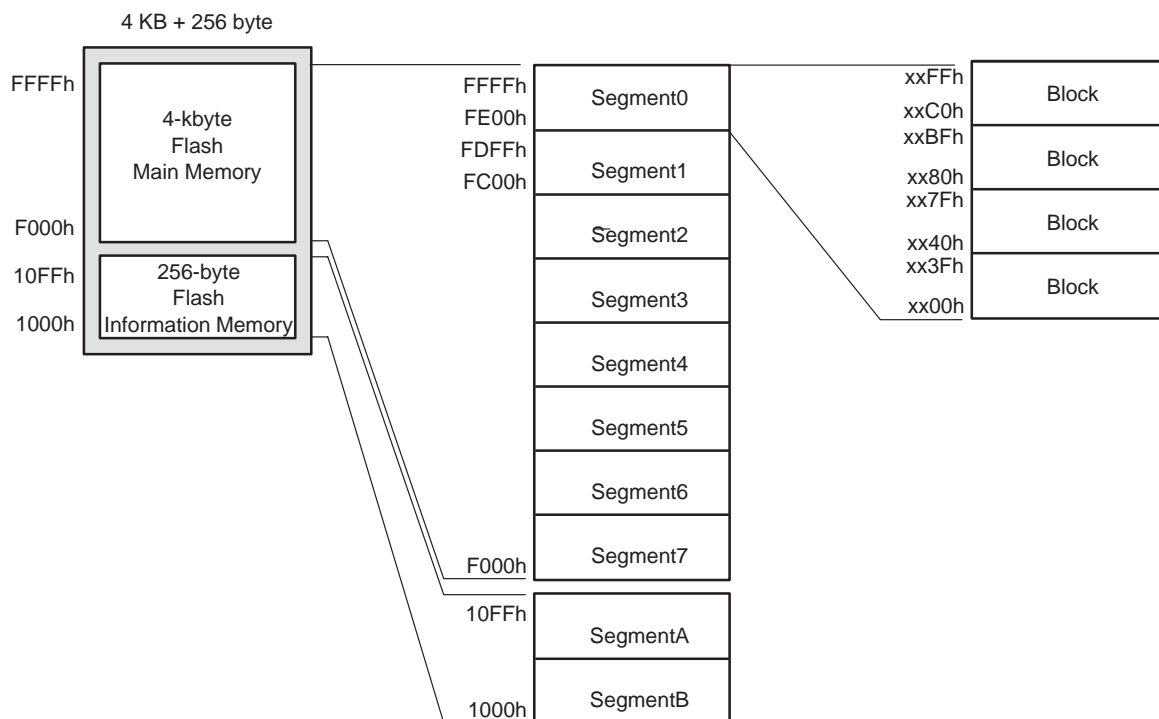 4 KB + 256 byte
FFFFh
4-kbyte
Flash
Main Memory
F000h
10FFh
256-byte
Flash
Information Memory
1000h
FFFFh
Segment0
FE00h
FDFFh
Segment1
FC00h
Segment2
Segment3
Segment4
Segment5
Segment6
Segment7
F000h
10FFh
SegmentA
SegmentB
1000h
xxFFh
Block
xxC0h
xxBFh
Block
xx80h
xx7Fh
Block
xx40h
xx3Fh
Block
xx00h